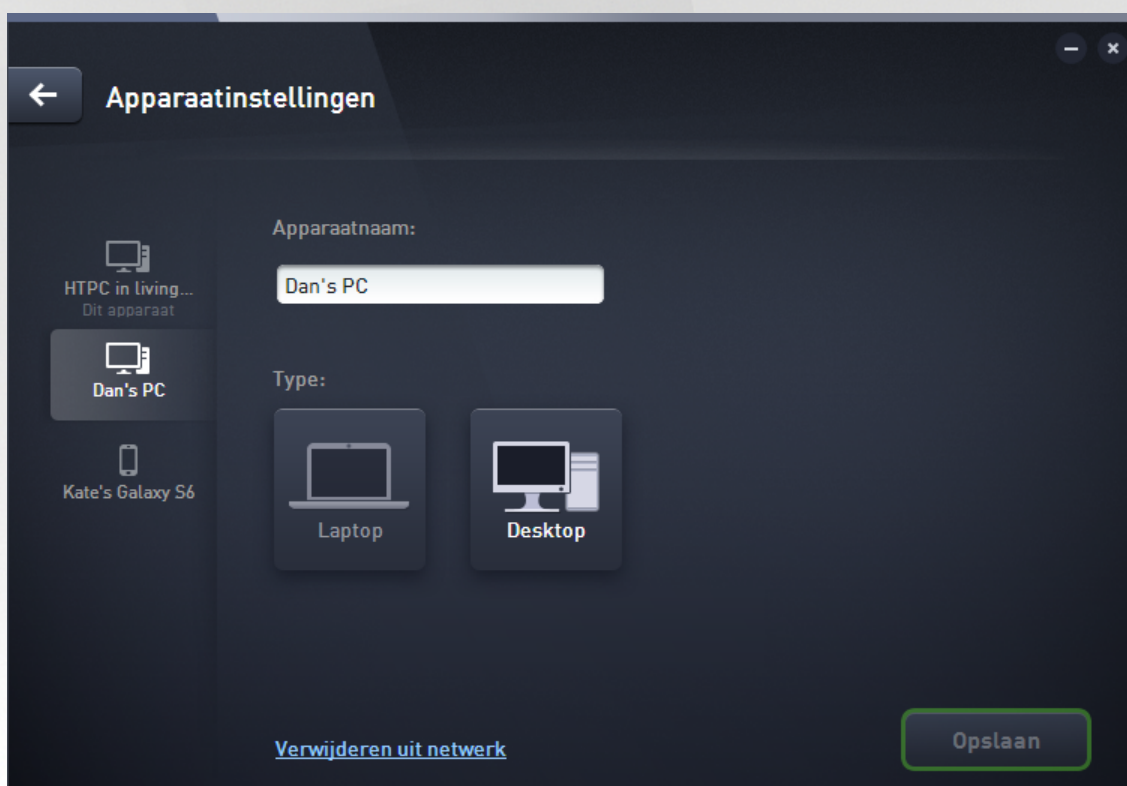 Apparaatinstellingen
HTPC in living...
Dit apparaat
Dan's PC
Kate's Galaxy S6
Apparaatnaam:
Dan's PC
Type:
Laptop
Desktop
Verwijderen uit netwerk
Opslaan